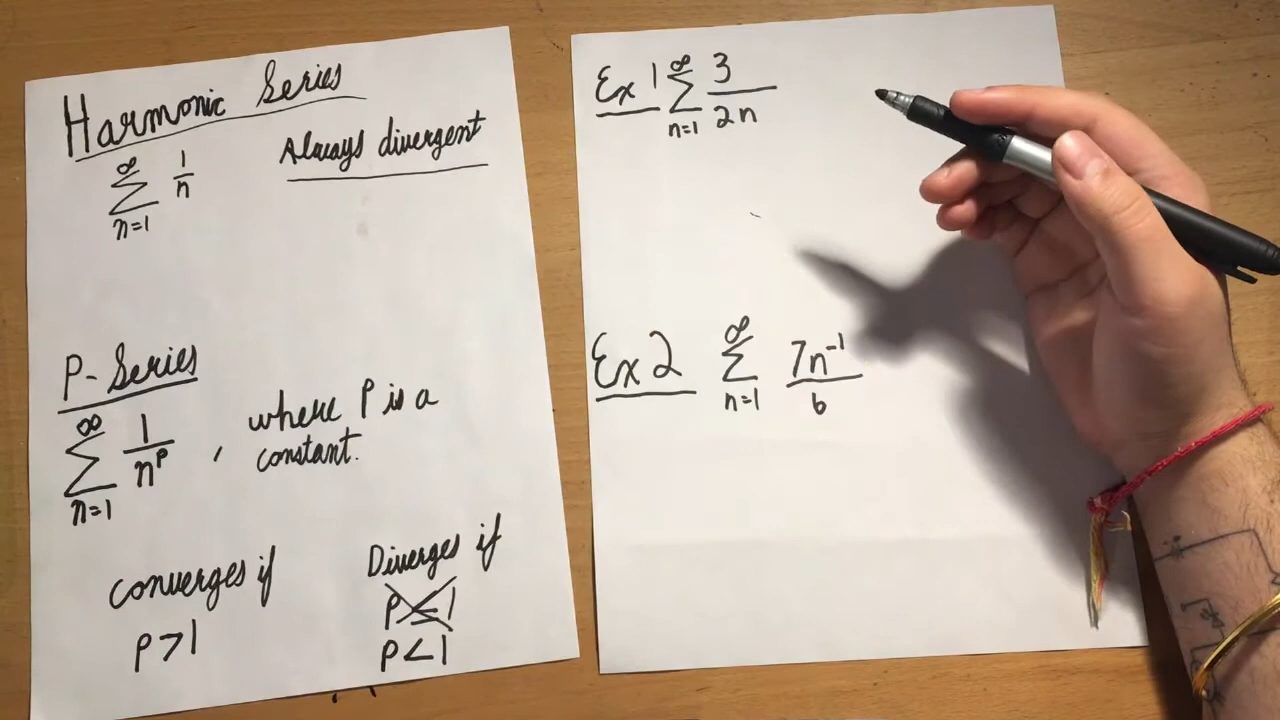 Harmonic Series
∞
∑ 1/n
n=1
Always divergent
P-Series
∞
∑ 1/n^p , where P is a
n=1
constant.
Converges if
P>1
Diverges if
P≤1
P<1
Ex 1 ∞
∑ 3/2n
n=1
Ex 2 ∞
∑ 7n^-1/6
n=1